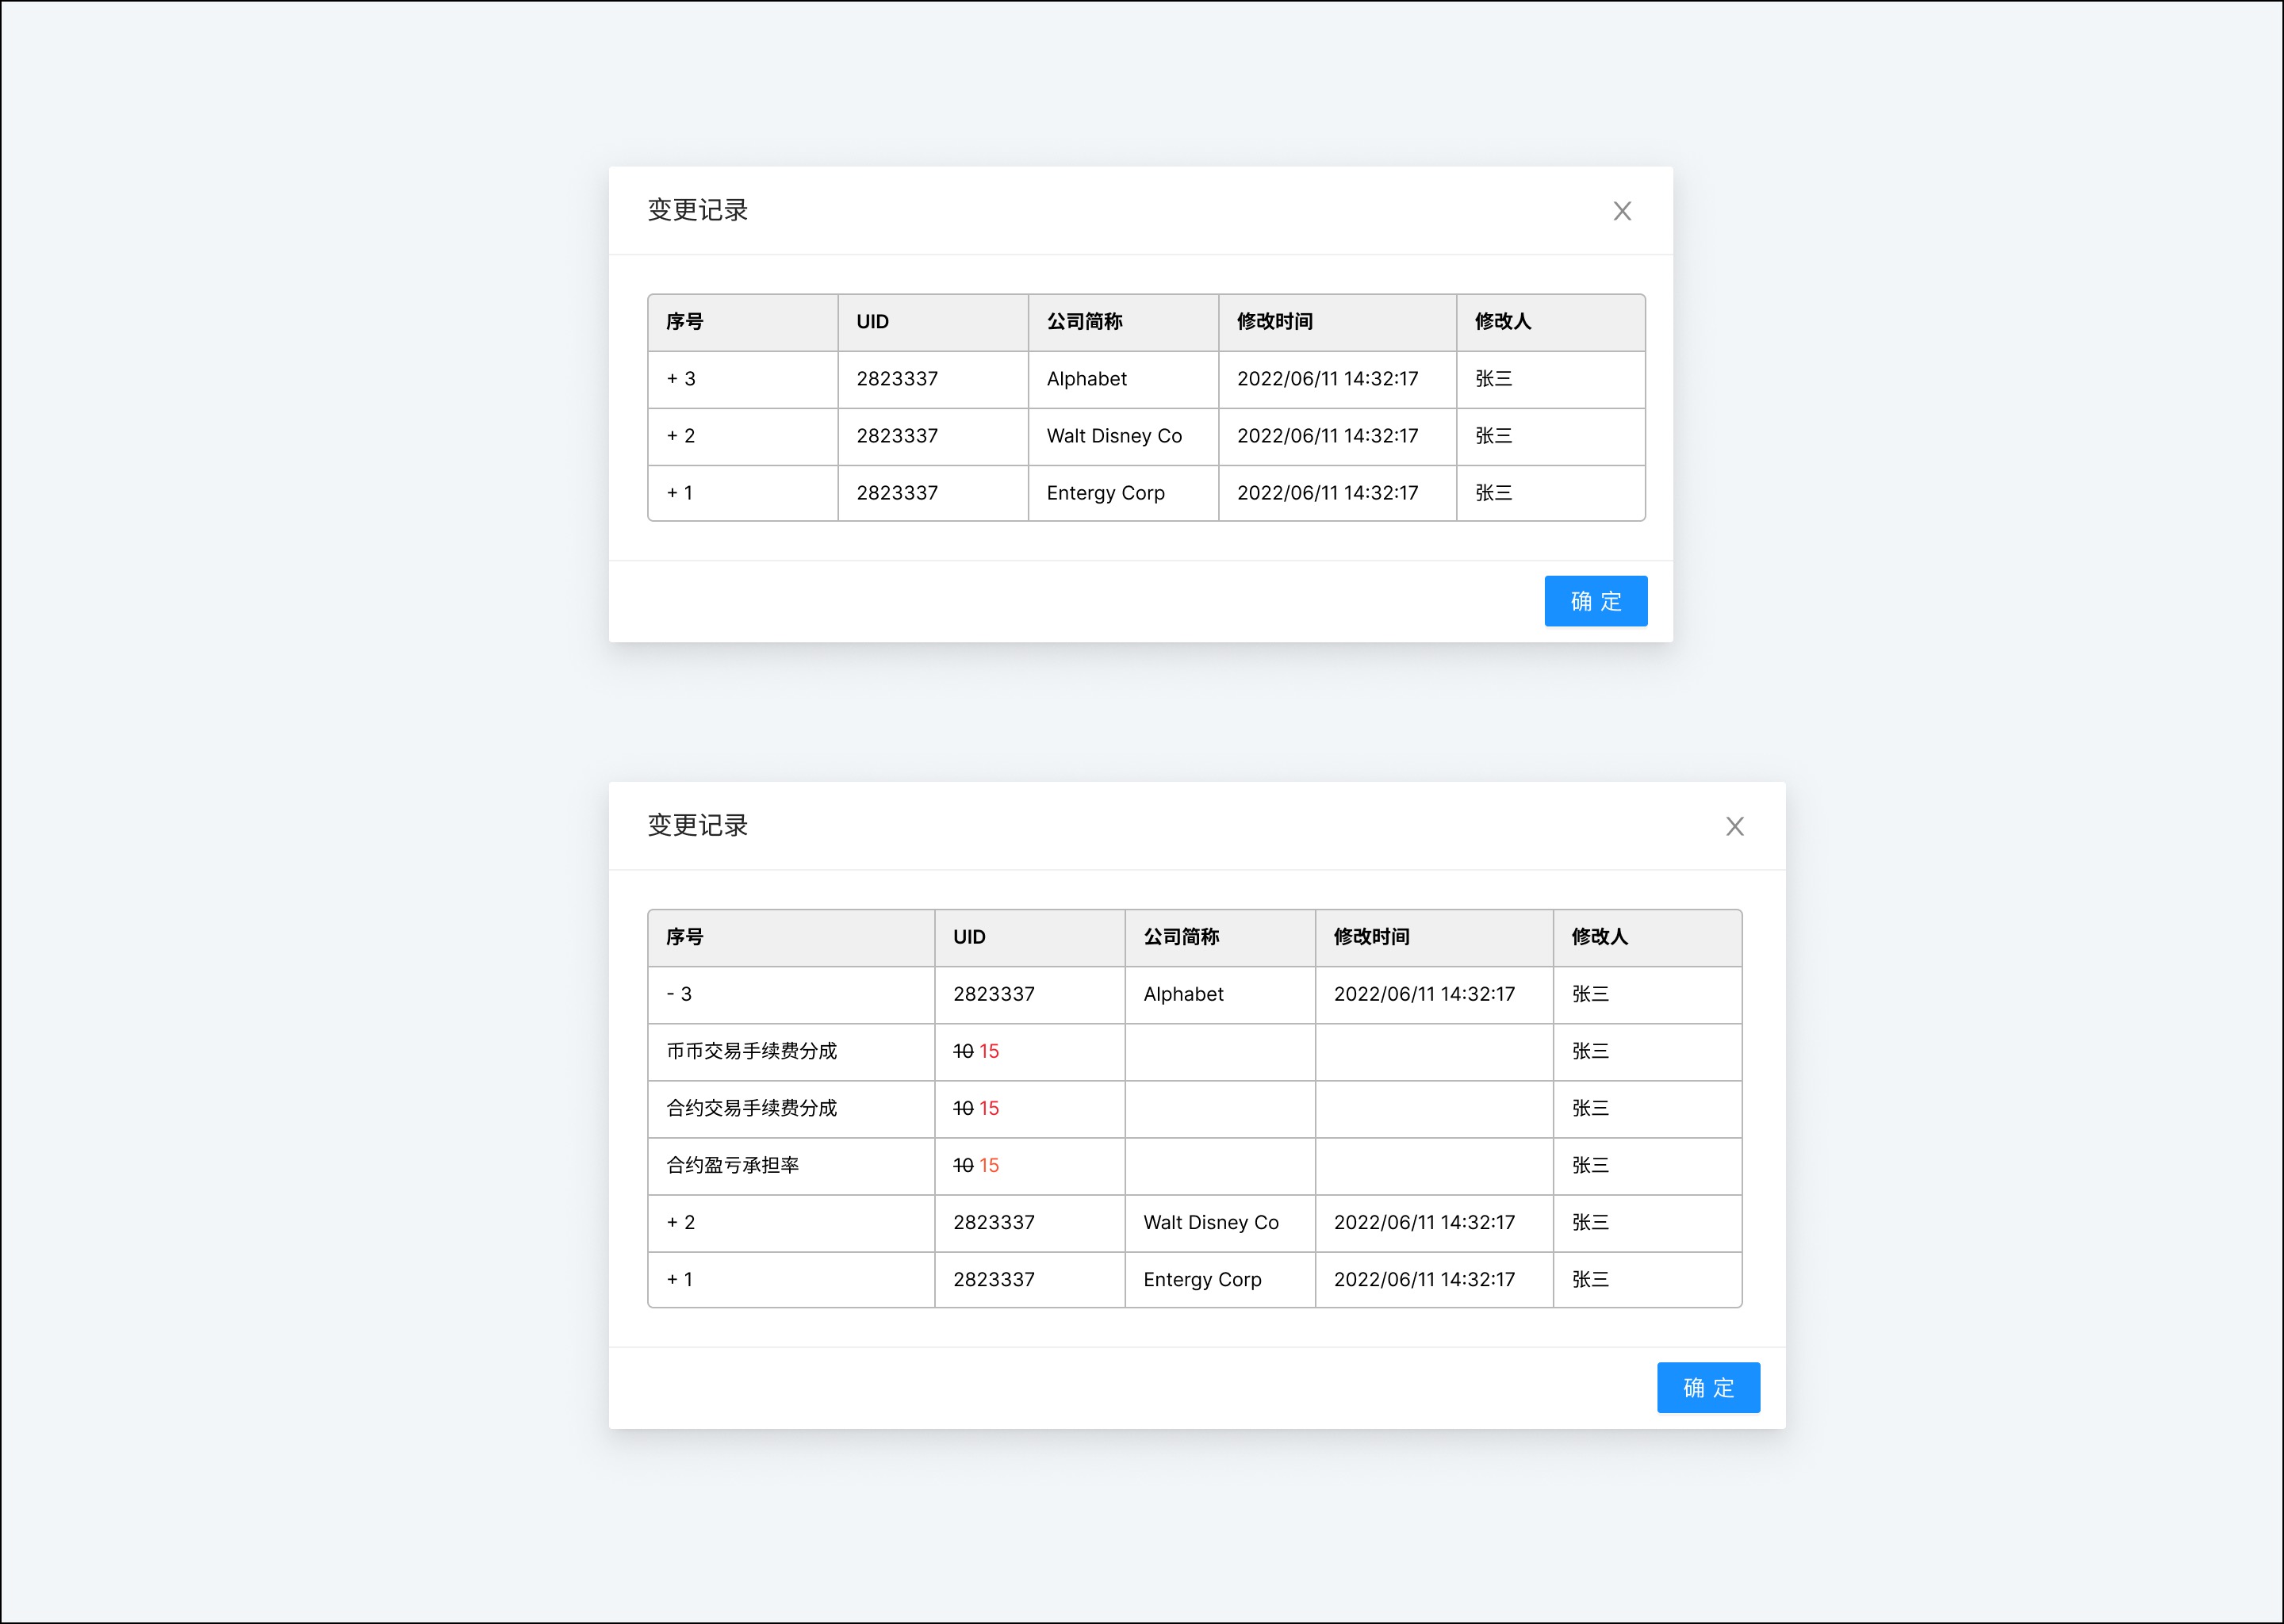 变更记录
序号 UID 公司简称 修改时间 修改人
+ 3 2823337 Alphabet 2022/06/11 14:32:17 张三
+ 2 2823337 Walt Disney Co 2022/06/11 14:32:17 张三
+ 1 2823337 Entergy Corp 2022/06/11 14:32:17 张三
确 定
变更记录
序号 UID 公司简称 修改时间 修改人
- 3 2823337 Alphabet 2022/06/11 14:32:17 张三
币币交易手续费分成 10 15 张三
合约交易手续费分成 10 15 张三
合约盈亏承担率 10 15 张三
+ 2 2823337 Walt Disney Co 2022/06/11 14:32:17 张三
+ 1 2823337 Entergy Corp 2022/06/11 14:32:17 张三
确 定